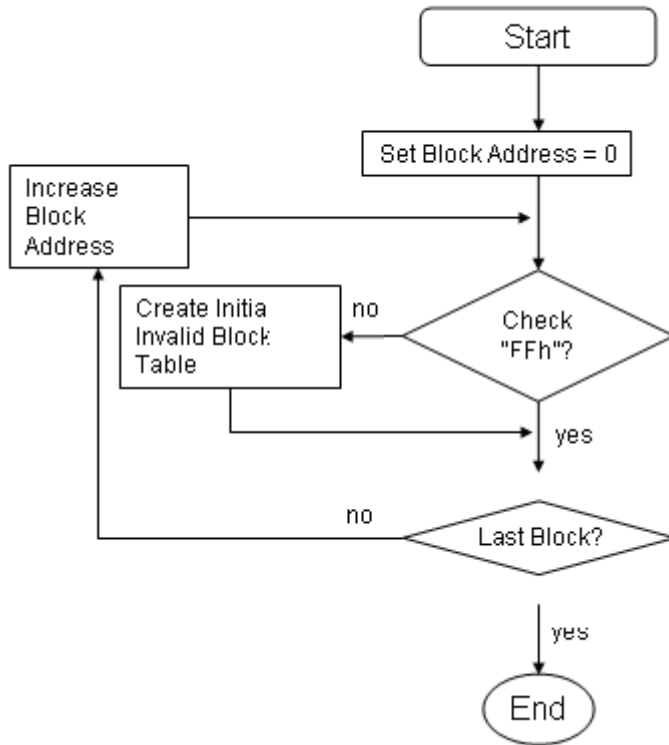 Start
Set Block Address = 0
Increase
Block
Address
Create Initia
Invalid Block
Table
no
Check
"FFh"?
yes
no
Last Block?
yes
End